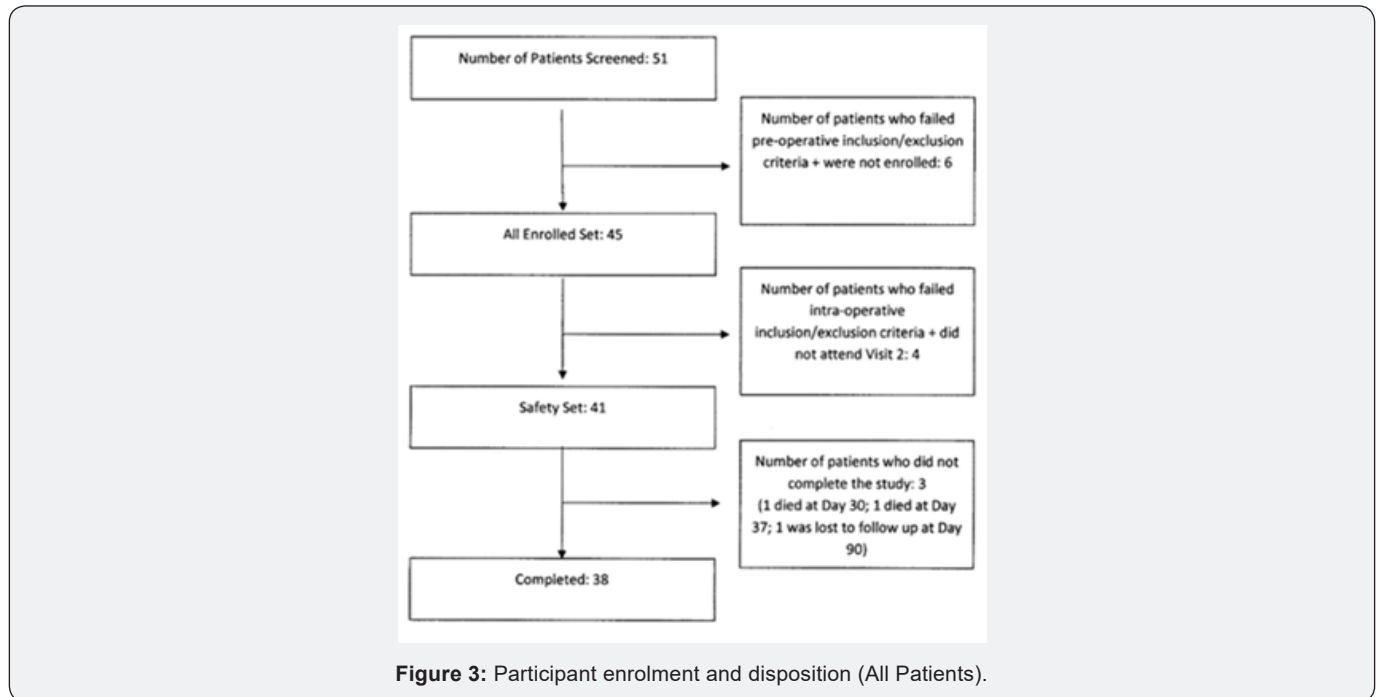 Number of Patients Screened: 51
Number of patients who failed
pre-operative inclusion/exclusion
criteria + were not enrolled: 6
All Enrolled Set: 45
Number of patients who failed
intra-operative
inclusion/exclusion criteria + did
not attend Visit 2: 4
Safety Set: 41
Number of patients who did not
complete the study: 3
(1 died at Day 30; 1 died at Day
37; 1 was lost to follow up at Day
90)
Completed: 38
Figure 3: Participant enrolment and disposition (All Patients).